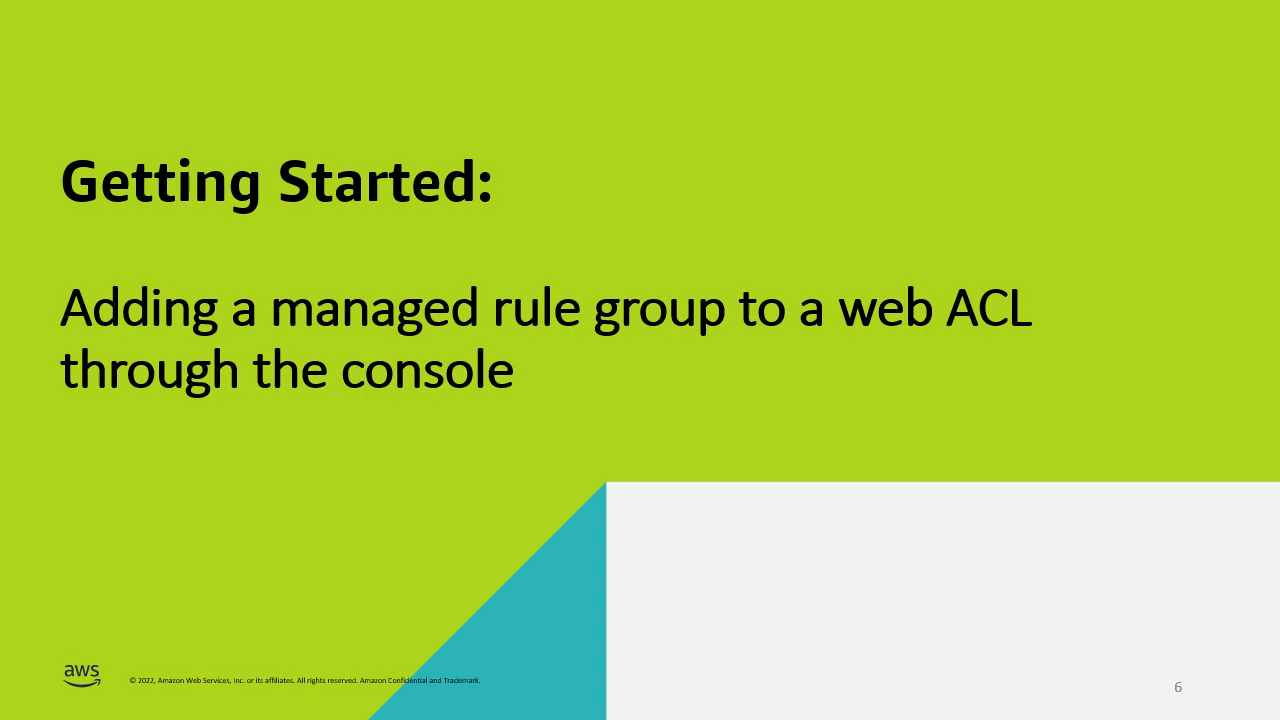 Getting Started:
Adding a managed rule group to a web ACL
through the console
aws
© 2022, Amazon Web Services, Inc. or its affiliates. All rights reserved. Amazon Confidential and Trademark.
6